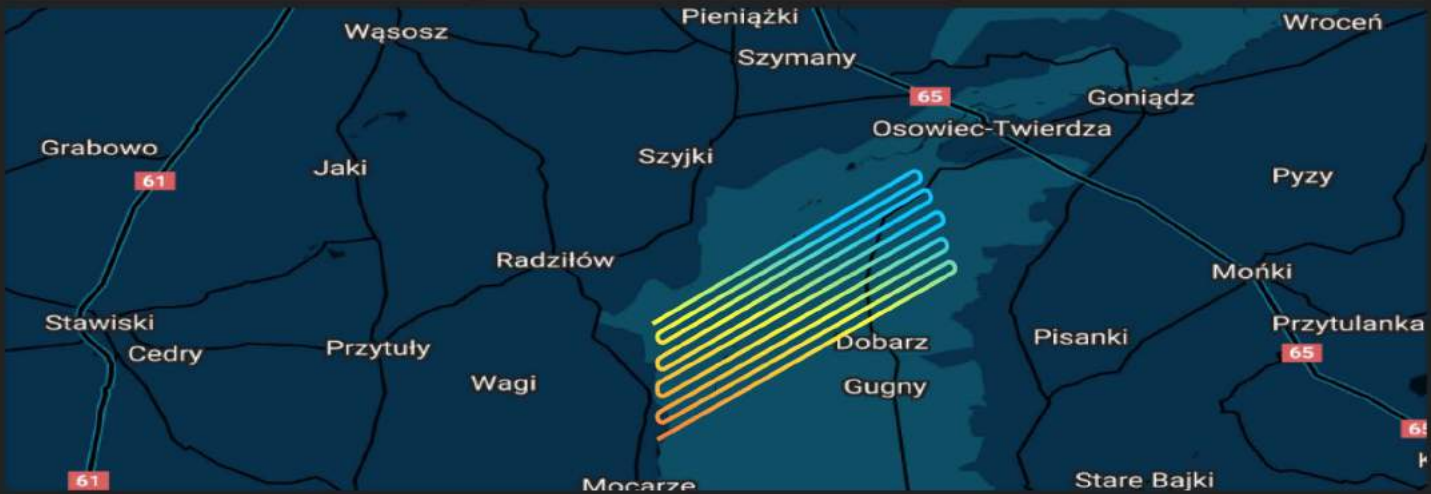 Pieniążki
Wroceń
Wąsosz
Szymany
65
Goniądz
Osowiec-Twierdza
Grabowo
Szyjki
Jaki
61
Pyzy
Radziłów
Mońki
Stawiski
Przytulanka
Pisanki
Dobarz
Przytuły
Cedry
65
Wagi
Gugny
65
61
Stare Bajki
Mocarze